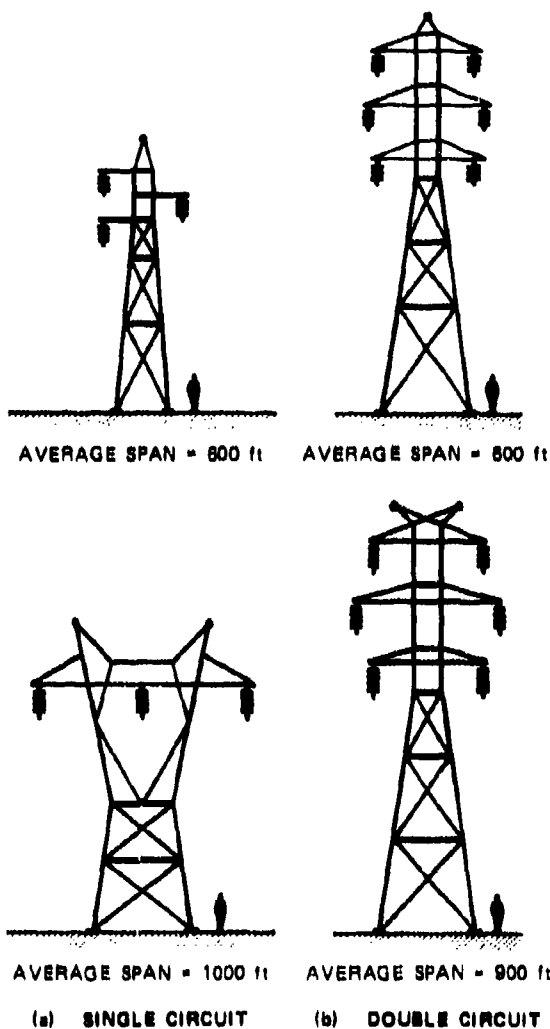 AVERAGE SPAN = 600 ft
AVERAGE SPAN = 500 ft
AVERAGE SPAN = 1000 ft
AVERAGE SPAN = 900 ft
(a) SINGLE CIRCUIT
(b) DOUBLE CIRCUIT